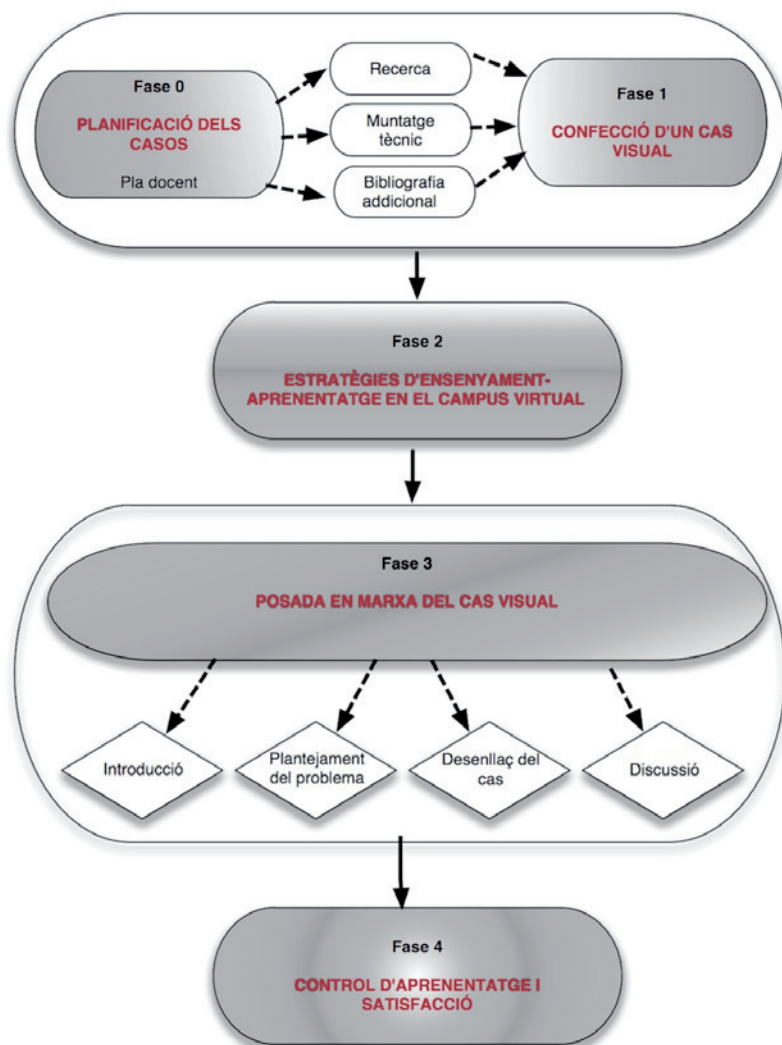 Fase 0
PLANIFICACIÓ DELS
CASOS
Pla docent
Recerca
Muntatge
tècnic
Bibliografia
addicional
Fase 1
CONFECCIÓ D'UN CAS
VISUAL
Fase 2
ESTRATÈGIES D'ENSENYAMENT-
APRENENTATGE EN EL CAMPUS VIRTUAL
Fase 3
POSADA EN MARXA DEL CAS VISUAL
Introducció
Plantejament
del problema
Desenllaç del
cas
Discussió
Fase 4
CONTROL D'APRENENTATGE I
SATISFACCIÓ